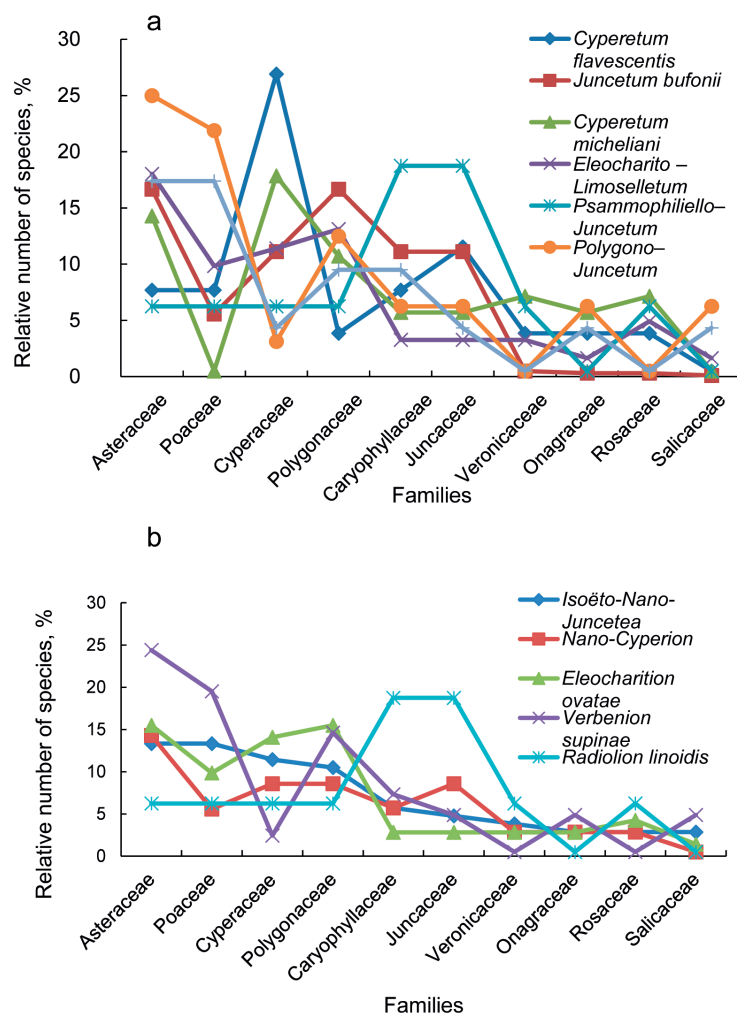 a
30
25
20
15
10
5
0
Relative number of species, %
Cyperetum
flavescentis
Juncetum bufonii
Cyperetum
micheliani
Eleocharito –
Limoselletum
Psammophiliello–
Juncetum
Polygono–
Juncetum
Asteraceae
Poaceae
Cyperaceae
Polygonaceae
Caryophyllaceae
Juncaceae
Veronicaceae
Onagraceae
Rosaceae
Salicaceae
Families
b
30
25
20
15
10
5
0
Relative number of species, %
Isoëto-Nano-
Juncetea
Nano-Cyperion
Eleocharition
ovatae
Verbenion
supinae
Radiolion linoidis
Asteraceae
Poaceae
Cyperaceae
Polygonaceae
Caryophyllaceae
Juncaceae
Veronicaceae
Onagraceae
Rosaceae
Salicaceae
Families